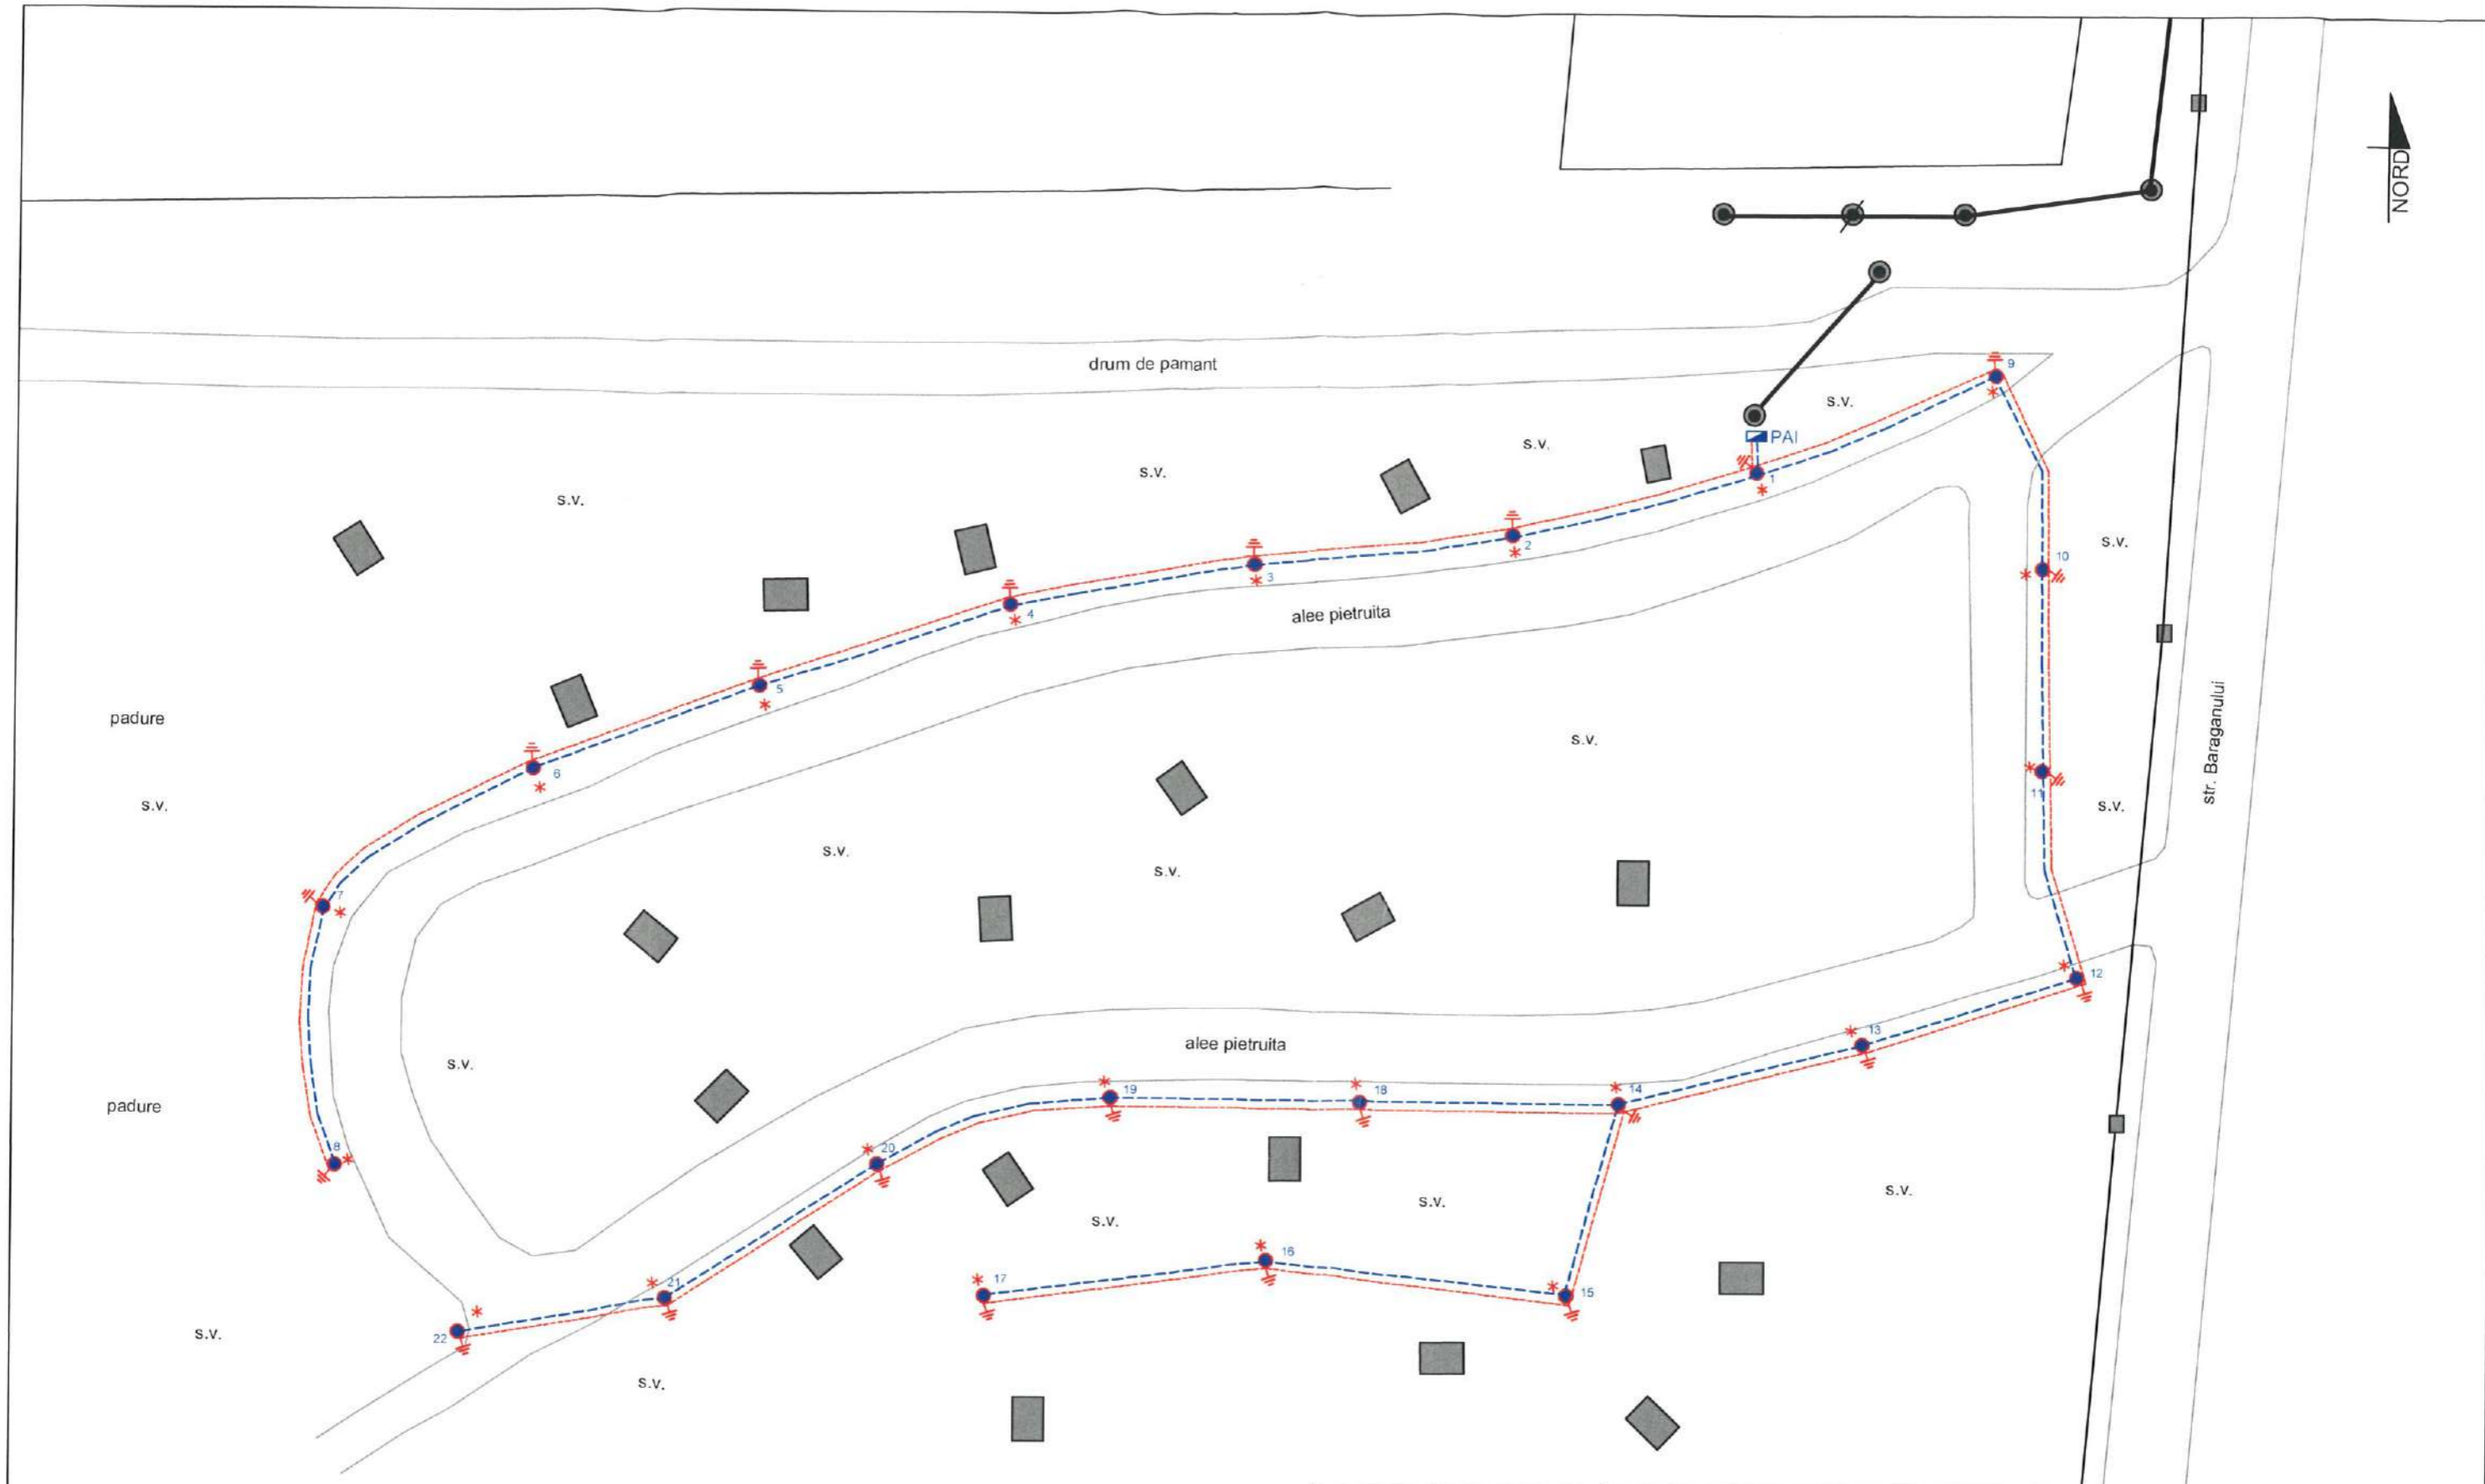 NORD
drum de pamant
9
s.v.
PAI
s.v.
s.v.
1
s.v.
2
s.v.
10
3
4
alee pietruita
5
padure
str. Baraganului
s.v.
6
11
s.v.
s.v.
s.v.
s.v.
7
12
13
alee pietruita
s.v.
19
18
14
padure
8
20
s.v.
s.v.
s.v.
16
17
21
15
s.v.
22
s.v.